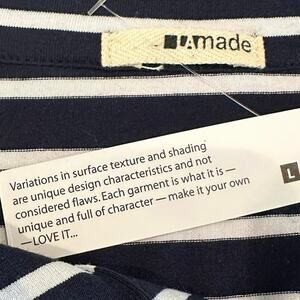 LAmade
Variations in surface texture and shading
are unique design characteristics and not
considered flaws. Each garment is what it is —
unique and full of character — make it your own
—LOVE IT...
L